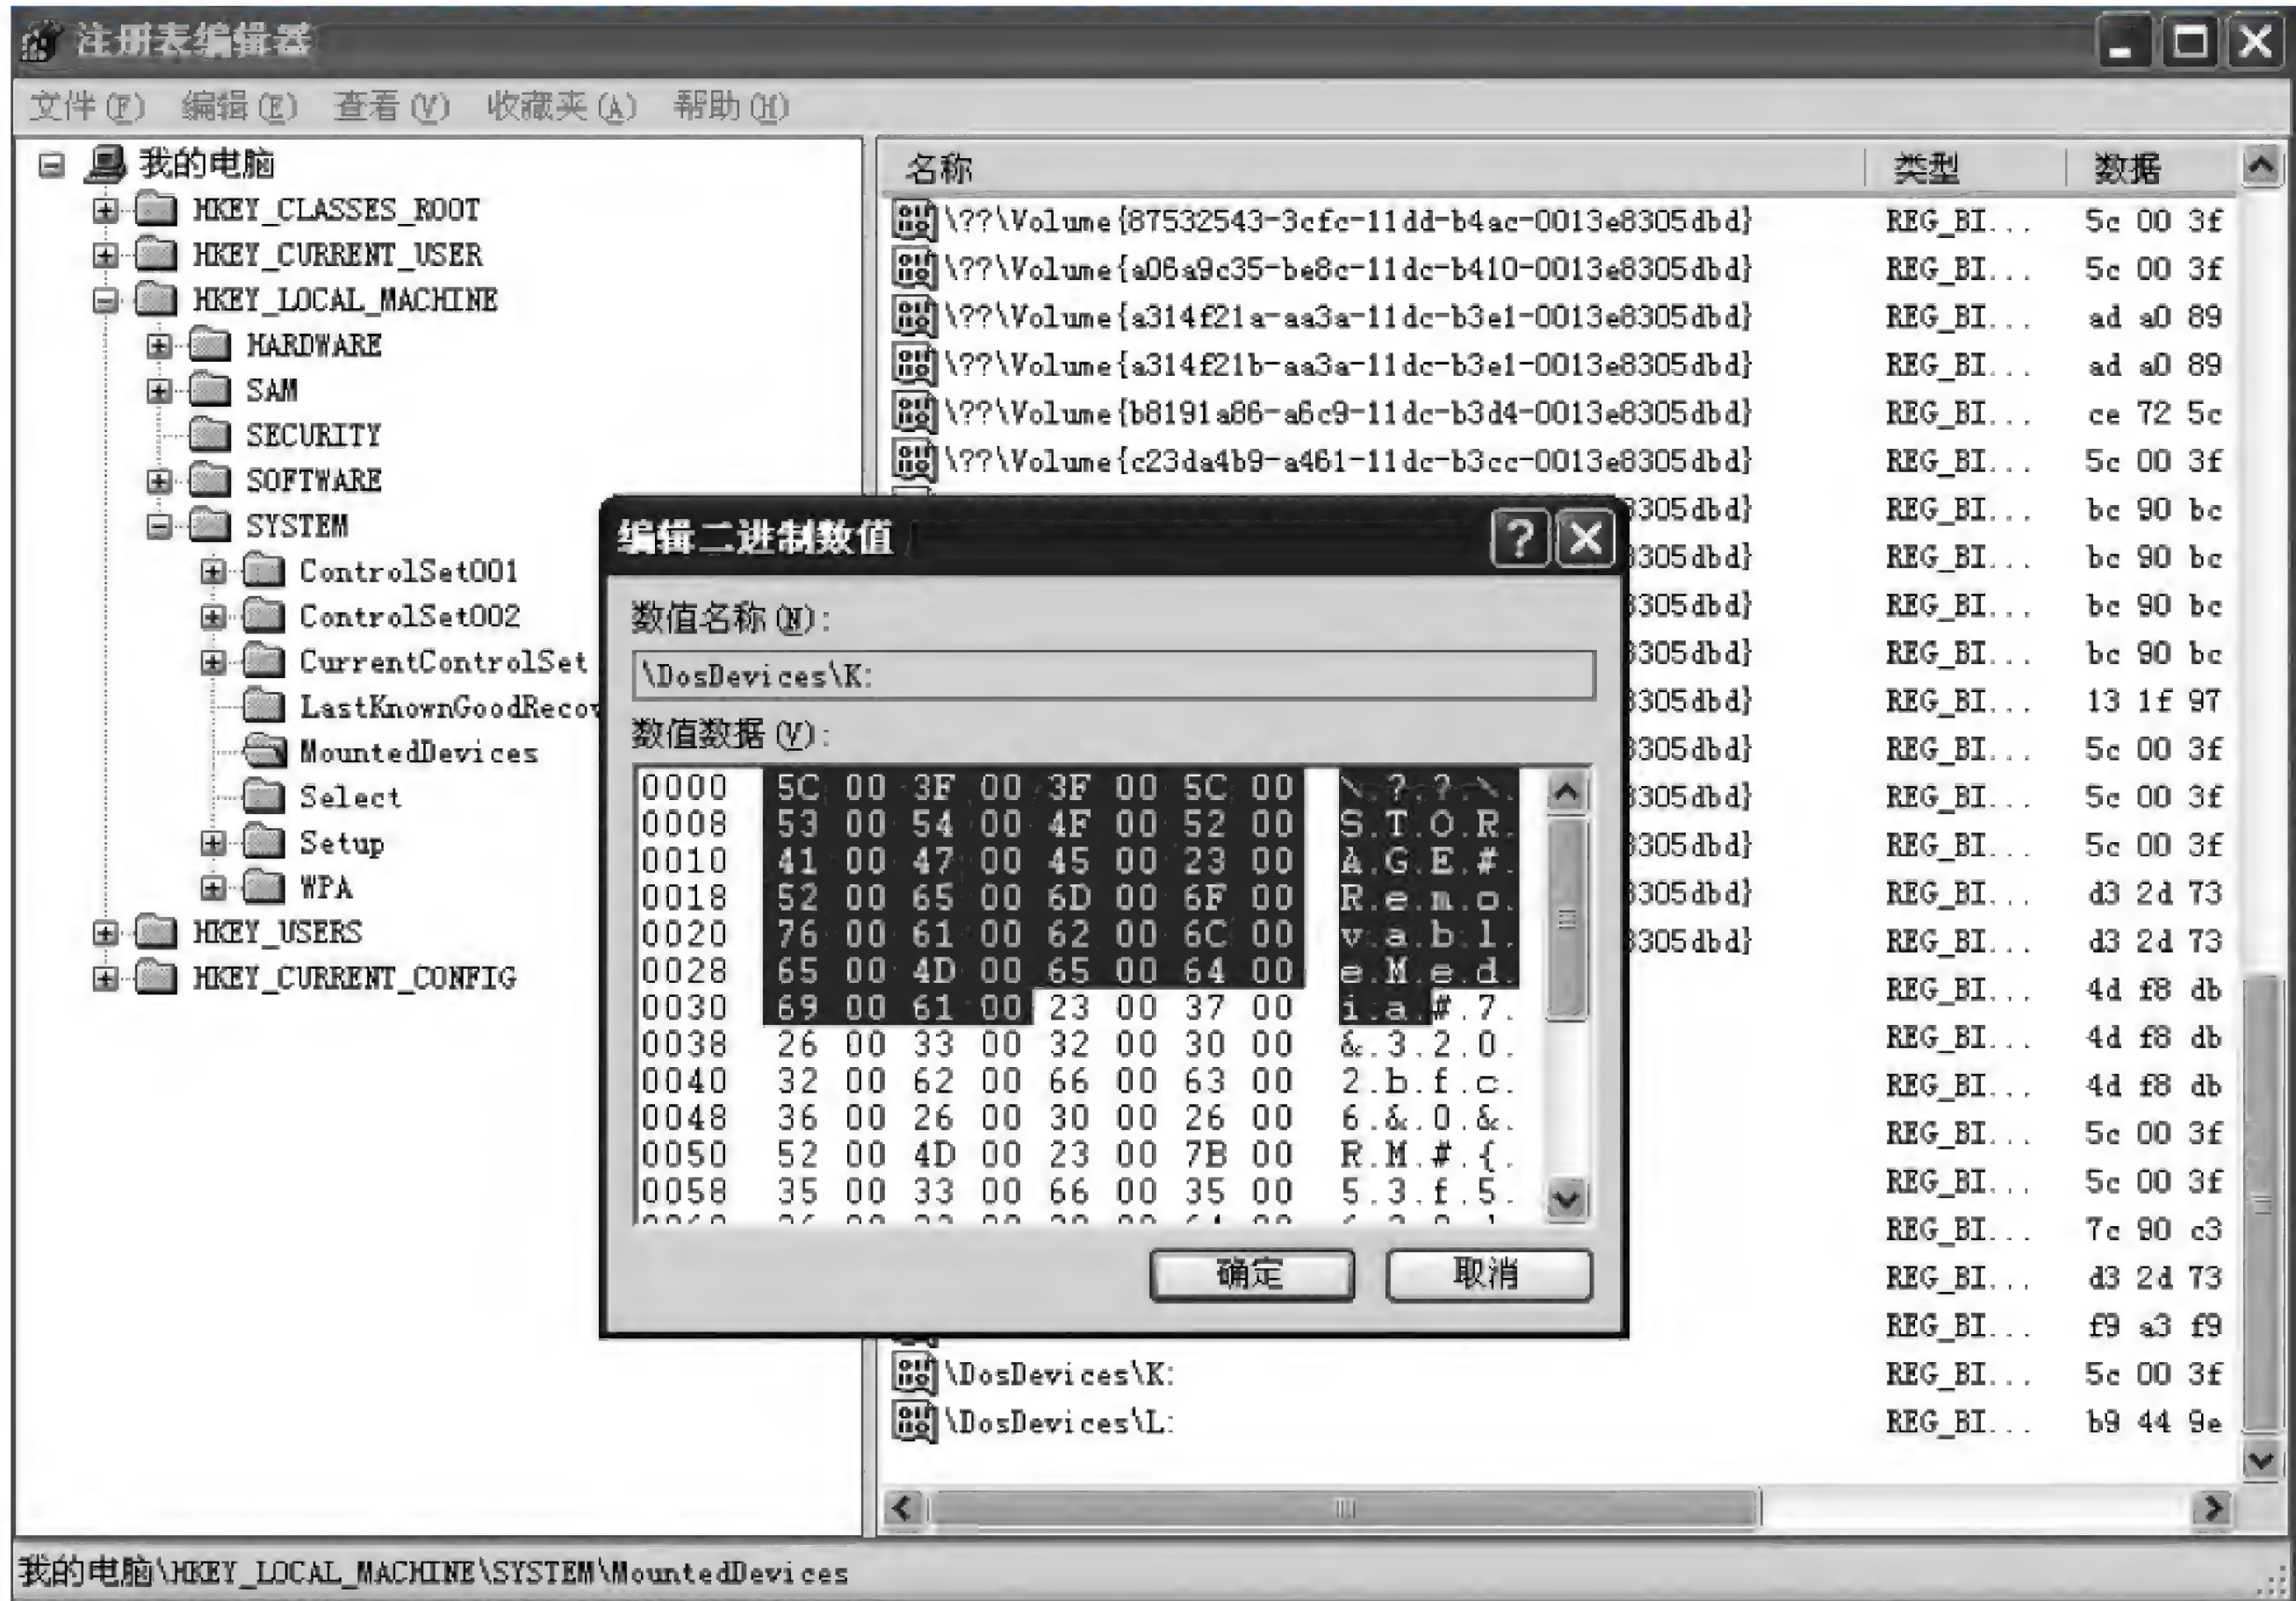 注册表编辑器
文件(F) 编辑(E) 查看(V) 收藏夹(A) 帮助(H)
我的电脑
HKEY_CLASSES_ROOT
HKEY_CURRENT_USER
HKEY_LOCAL_MACHINE
HARDWARE
SAM
SECURITY
SOFTWARE
SYSTEM
ControlSet001
ControlSet002
CurrentControlSet
LastKnownGoodRecov
MountedDevices
Select
Setup
WPA
HKEY_USERS
HKEY_CURRENT_CONFIG
名称 类型 数据
\??\Volume{87532543-3cfc-11dd-b4ac-0013e8305dbd} REG_BI... 5c 00 3f
\??\Volume{a06a9c35-be8c-11dc-b410-0013e8305dbd} REG_BI... 5c 00 3f
\??\Volume{a314f21a-aa3a-11dc-b3e1-0013e8305dbd} REG_BI... ad a0 89
\??\Volume{a314f21b-aa3a-11dc-b3e1-0013e8305dbd} REG_BI... ad a0 89
\??\Volume{b8191a86-a6c9-11dc-b3d4-0013e8305dbd} REG_BI... ce 72 5c
\??\Volume{c23da4b9-a461-11dc-b3cc-0013e8305dbd} REG_BI... 5c 00 3f
305dbd} REG_BI... bc 90 bc
305dbd} REG_BI... bc 90 bc
305dbd} REG_BI... bc 90 bc
305dbd} REG_BI... bc 90 bc
305dbd} REG_BI... 13 1f 97
305dbd} REG_BI... 5c 00 3f
305dbd} REG_BI... 5c 00 3f
305dbd} REG_BI... 5c 00 3f
305dbd} REG_BI... d3 2d 73
305dbd} REG_BI... d3 2d 73
REG_BI... 4d f8 db
REG_BI... 4d f8 db
REG_BI... 4d f8 db
REG_BI... 5c 00 3f
REG_BI... 5c 00 3f
REG_BI... 7c 90 c3
REG_BI... d3 2d 73
REG_BI... f9 a3 f9
\DosDevices\K: REG_BI... 5c 00 3f
\DosDevices\L: REG_BI... b9 44 9e
编辑二进制数值
数值名称(N):
\DosDevices\K:
数值数据(V):
0000 5C 00 3F 00 3F 00 5C 00 \.?.?.\.
0008 53 00 54 00 4F 00 52 00 S.T.O.R.
0010 41 00 47 00 45 00 23 00 A.G.E.#.
0018 52 00 65 00 6D 00 6F 00 R.e.m.o.
0020 76 00 61 00 62 00 6C 00 v.a.b.l.
0028 65 00 4D 00 65 00 64 00 e.M.e.d.
0030 69 00 61 00 23 00 37 00 i.a.#.7.
0038 26 00 33 00 32 00 30 00 &.3.2.0.
0040 32 00 62 00 66 00 63 00 2.b.f.c.
0048 36 00 26 00 30 00 26 00 6.&.0.&.
0050 52 00 4D 00 23 00 7B 00 R.M.#.{.
0058 35 00 33 00 66 00 35 00 5.3.f.5.
确定 取消
我的电脑\HKEY_LOCAL_MACHINE\SYSTEM\MountedDevices